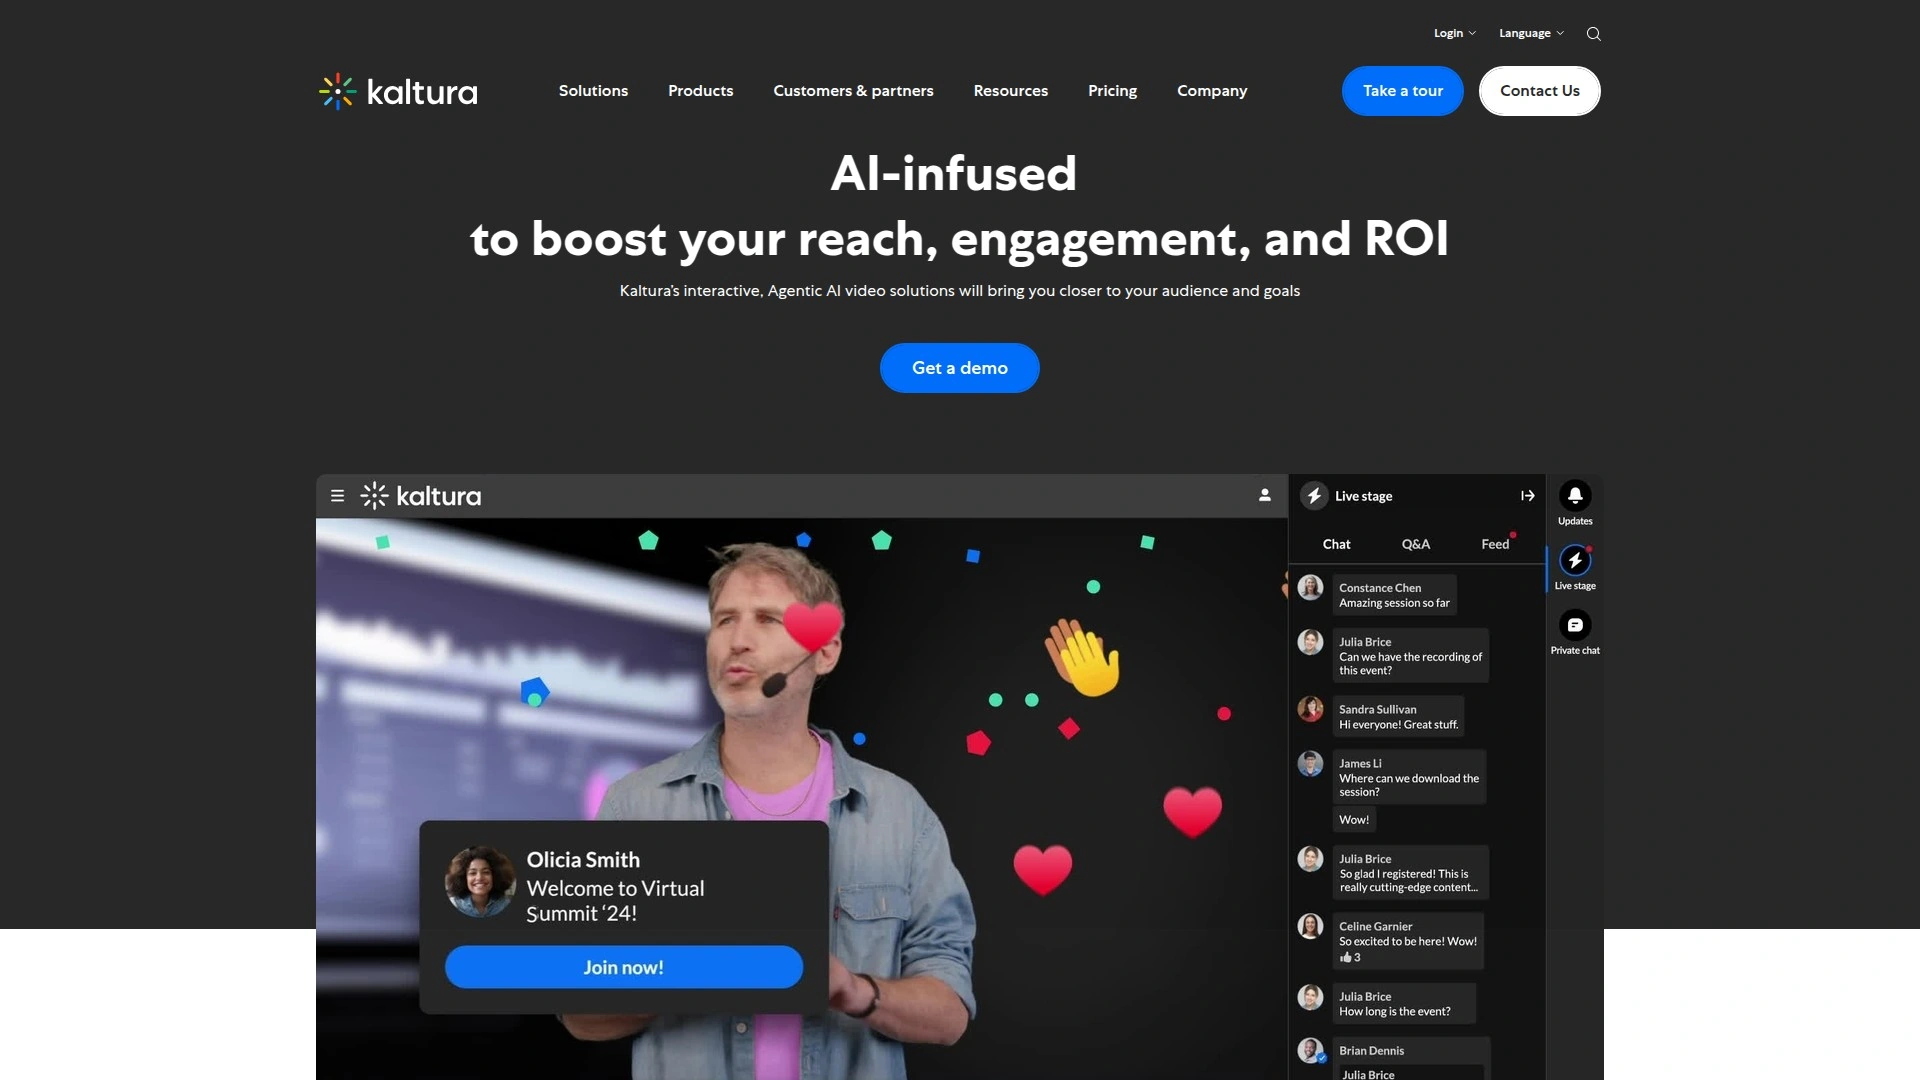 Login
Language
kaltura
Solutions
Products
Customers & partners
Resources
Pricing
Company
Take a tour
Contact Us
AI-infused
to boost your reach, engagement, and ROI
Kaltura's interactive, Agentic AI video solutions will bring you closer to your audience and goals
Get a demo
kaltura
Olicia Smith
Welcome to Virtual
Summit ‘24!
Join now!
Live stage
Chat
Q&A
Feed
Constance Chen
Amazing session so far
Julia Brice
Can we have the recording of
this event?
Sandra Sullivan
Hi everyone! Great stuff.
James Li
Where can we download the
session?
Wow!
Julia Brice
So glad I registered! This is
really cutting-edge content...
Celine Garnier
So excited to be here! Wow!
3
Julia Brice
How long is the event?
Brian Dennis
Julia Brice
Updates
Live stage
Private chat